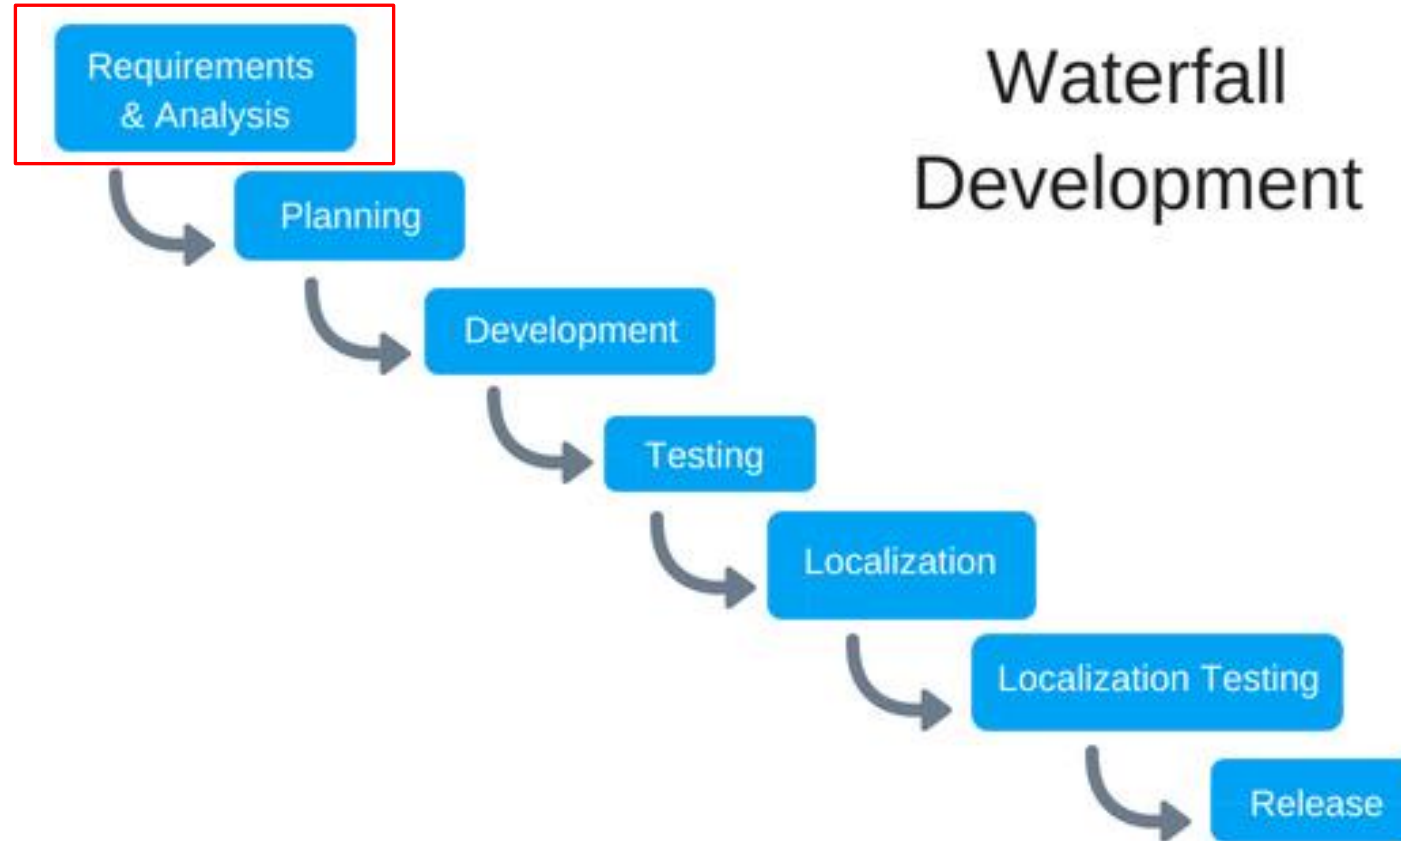 Requirements
& Analysis
Waterfall
Development
Planning
Development
Testing
Localization
Localization Testing
Release